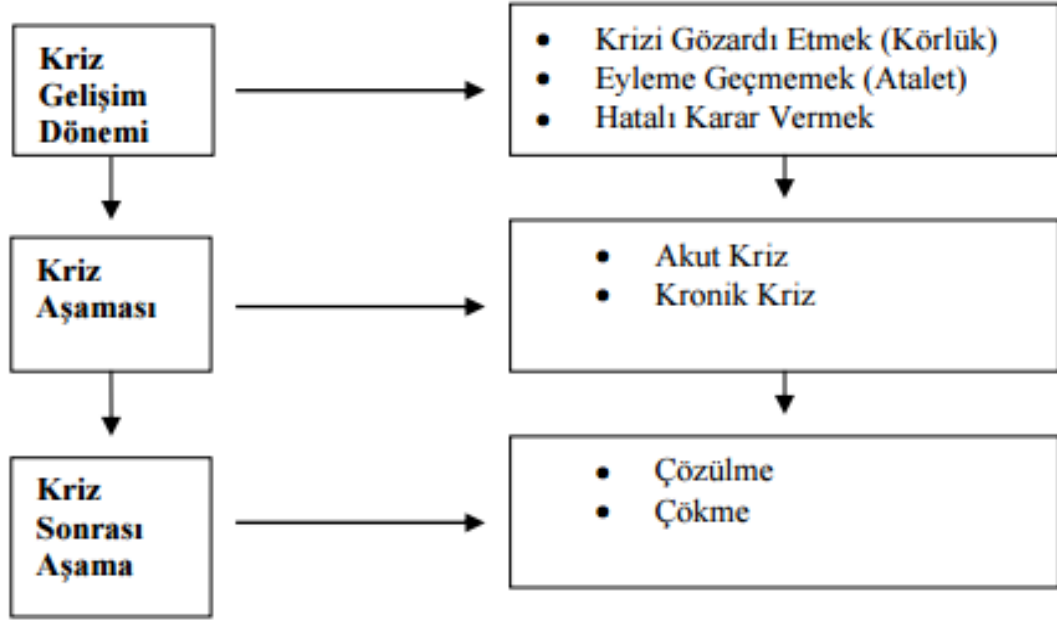 Kriz
Gelişim
Dönemi
• Krizi Gözardı Etmek (Körlük)
• Eyleme Geçmemek (Atalet)
• Hatalı Karar Vermek
Kriz
Aşaması
• Akut Kriz
• Kronik Kriz
Kriz
Sonrası
Aşama
• Çözülme
• Çökme